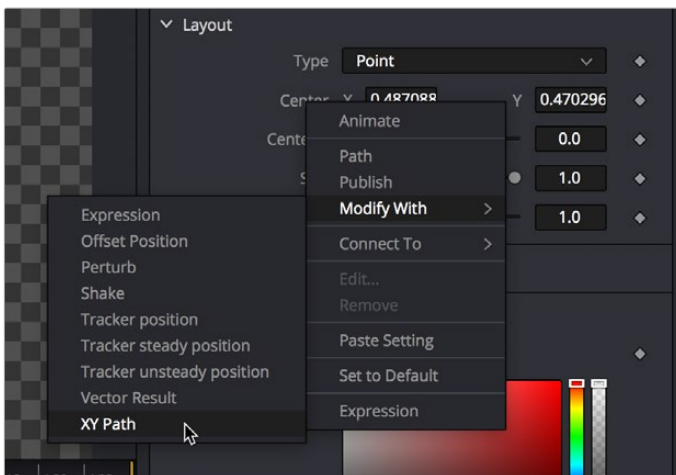 Layout
Type Point
Center X 0.487088 Y 0.470296
Animate
0.0
Path
Publish
1.0
Modify With
1.0
Connect To
Edit...
Remove
Paste Setting
Set to Default
Expression
Expression
Offset Position
Perturb
Shake
Tracker position
Tracker steady position
Tracker unsteady position
Vector Result
XY Path